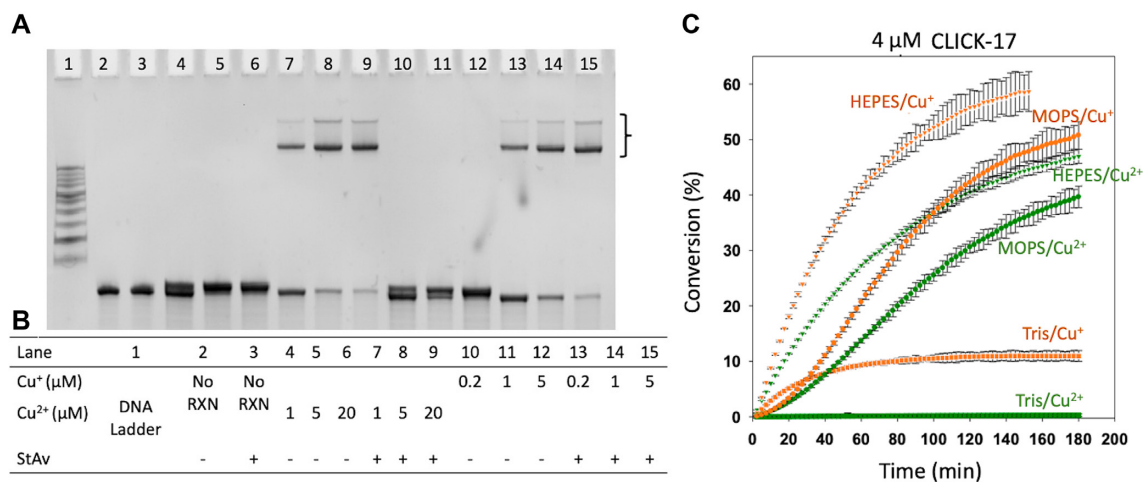 A
1 2 3 4 5 6 7 8 9 10 11 12 13 14 15
B
Lane 1 2 3 4 5 6 7 8 9 10 11 12 13 14 15
Cu⁺ (µM) No No 0.2 1 5 0.2 1 5
RXN RXN
Cu²⁺ (µM) DNA 1 5 20 1 5 20
Ladder
StAv - + - - - + + + - - - + + +
C
4 µM CLICK-17
HEPES/Cu⁺
MOPS/Cu⁺
HEPES/Cu²⁺
MOPS/Cu²⁺
Tris/Cu⁺
Tris/Cu²⁺
Conversion (%)
60
50
40
30
20
10
0
0 20 40 60 80 100 120 140 160 180 200
Time (min)